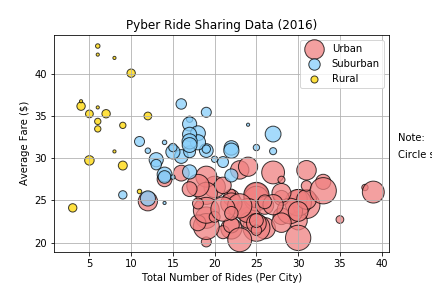 Pyber Ride Sharing Data (2016)
Urban
Suburban
Rural
40
35
30
25
20
Average Fare ($)
Note:
Circle s
5
10
15
20
25
30
35
40
Total Number of Rides (Per City)